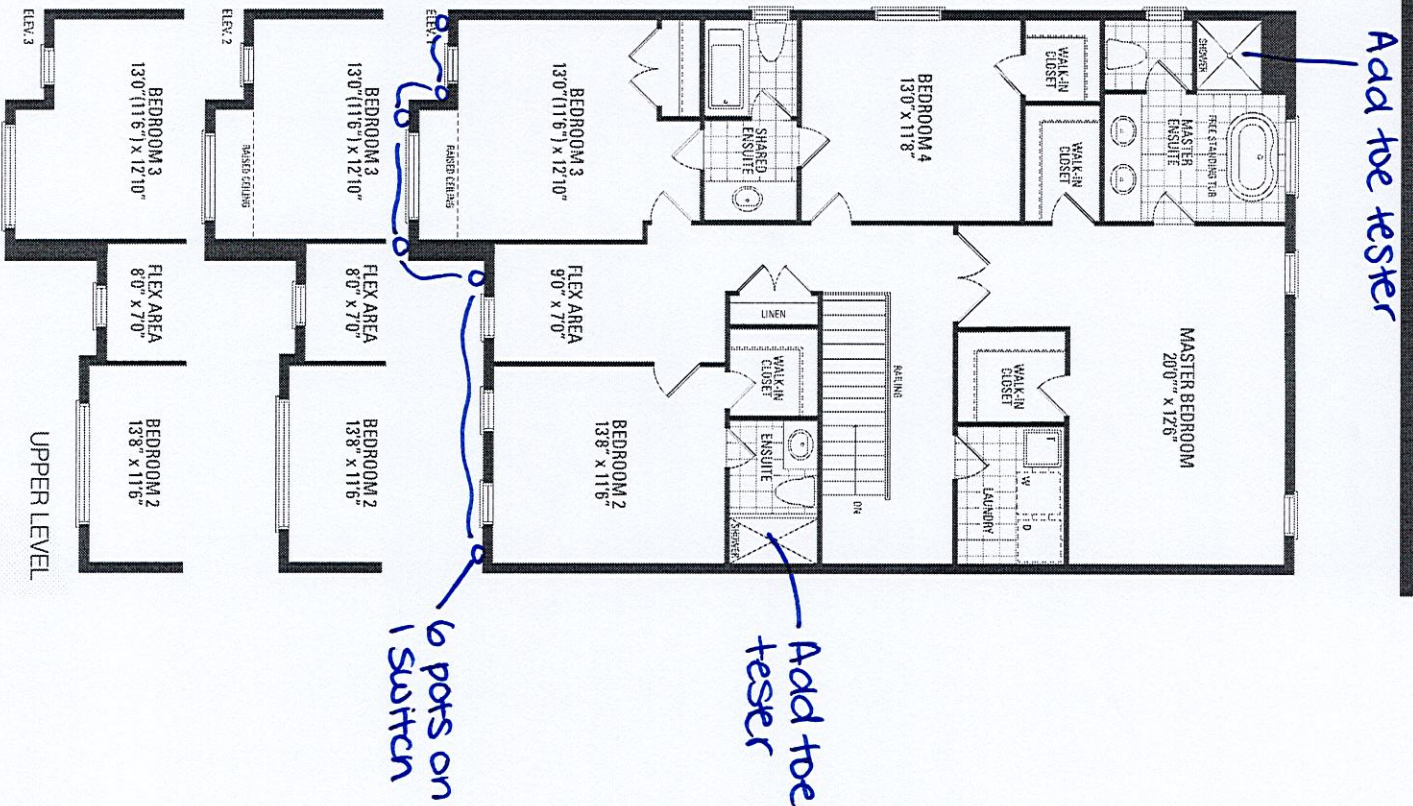 Add toe tester
SHOWER
WALK-IN
CLOSET
WALK-IN
CLOSET
MASTER
ENSUITE
FREE STANDING TUB
BEDROOM 4
13'0" x 11'8"
SHARED
ENSUITE
MASTER BEDROOM
20'0"" x 12'6"
WALK-IN
CLOSET
LAUNDRY
W
D
RAILING
DN
LINEN
WALK-IN
CLOSET
ENSUITE
SHOWER
Add toe
tester
BEDROOM 3
13'0"(11'6") x 12'10"
RAISED CEILING
FLEX AREA
9'0" x 7'0"
BEDROOM 2
13'8" x 11'6"
6 pots on
1 switch
ELEV. 1
ELEV. 2
BEDROOM 3
13'0"(11'6") x 12'10"
RAISED CEILING
FLEX AREA
8'0" x 7'0"
BEDROOM 2
13'8" x 11'6"
ELEV. 3
BEDROOM 3
13'0"(11'6") x 12'10"
FLEX AREA
8'0" x 7'0"
BEDROOM 2
13'8" x 11'6"
UPPER LEVEL